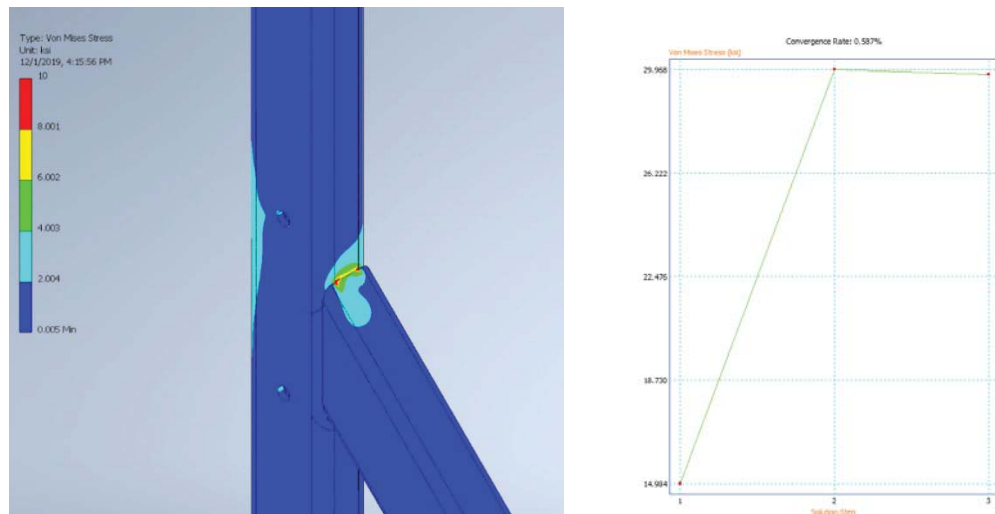 Type: Von Mises Stress
Unit: ksi
12/1/2019, 4:15:56 PM
10
8.001
6.002
4.003
2.004
0.005 Min
Convergence Rate: 0.587%
Von Mises Stress (ksi)
29.968
26.222
22.476
18.730
14.984
1
2
3
Solution Step